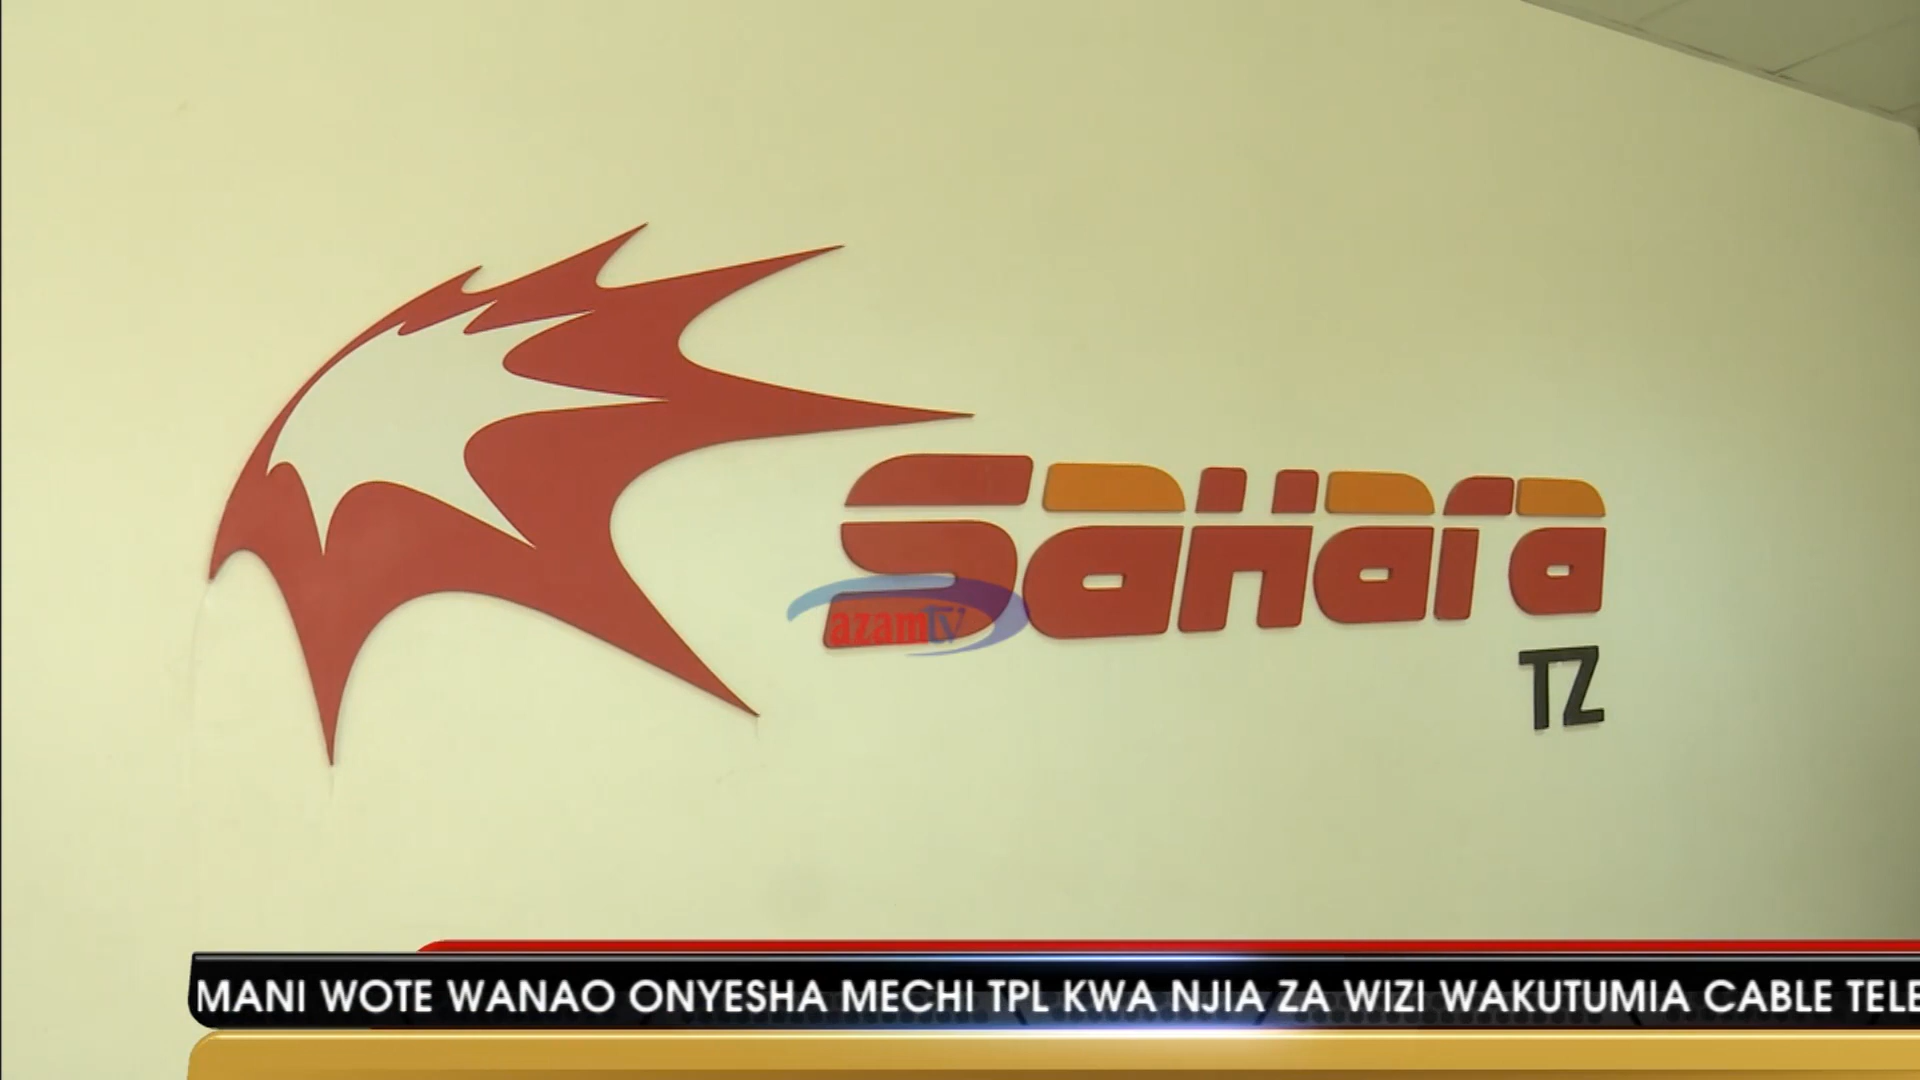 SaHara
TZ
azamtv
MANI WOTE WANAO ONYESHA MECHI TPL KWA NJIA ZA WIZI WAKUTUMIA CABLE TELE